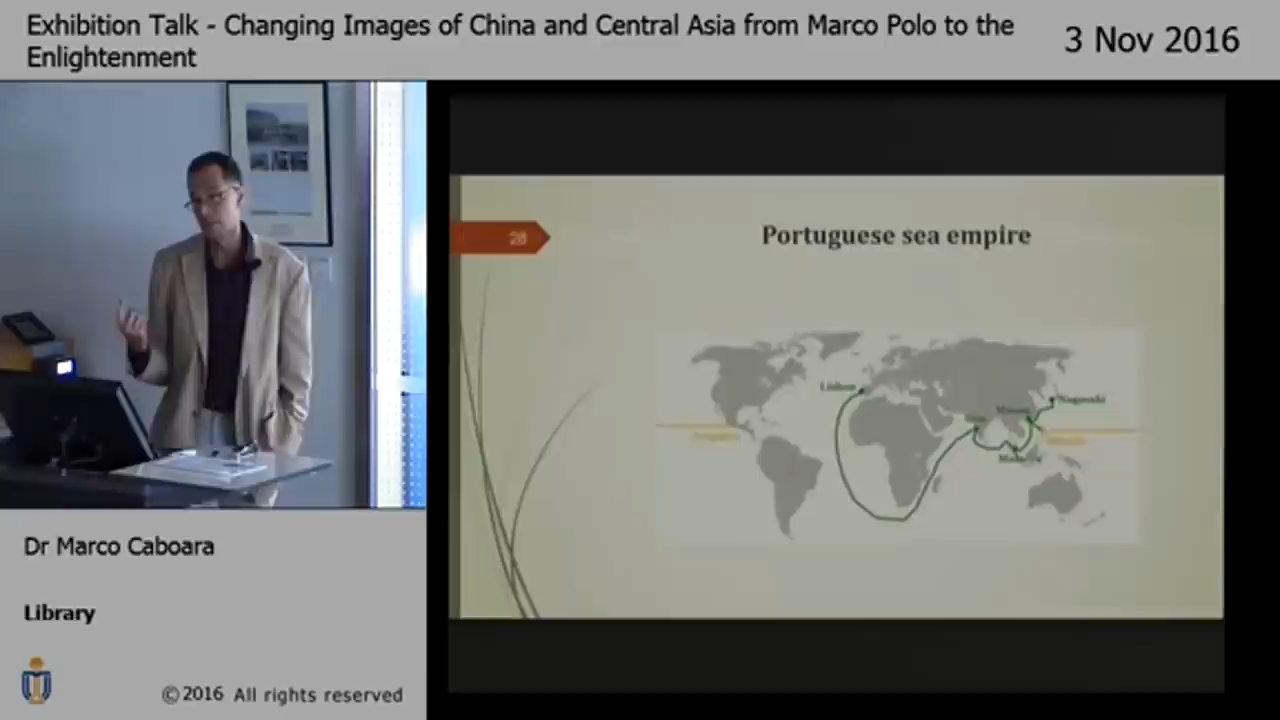 Exhibition Talk - Changing Images of China and Central Asia from Marco Polo to the
Enlightenment
3 Nov 2016
28
Portuguese sea empire
Lisbon
Nagasaki
Macau
Dr Marco Caboara
Library
©2016 All rights reserved